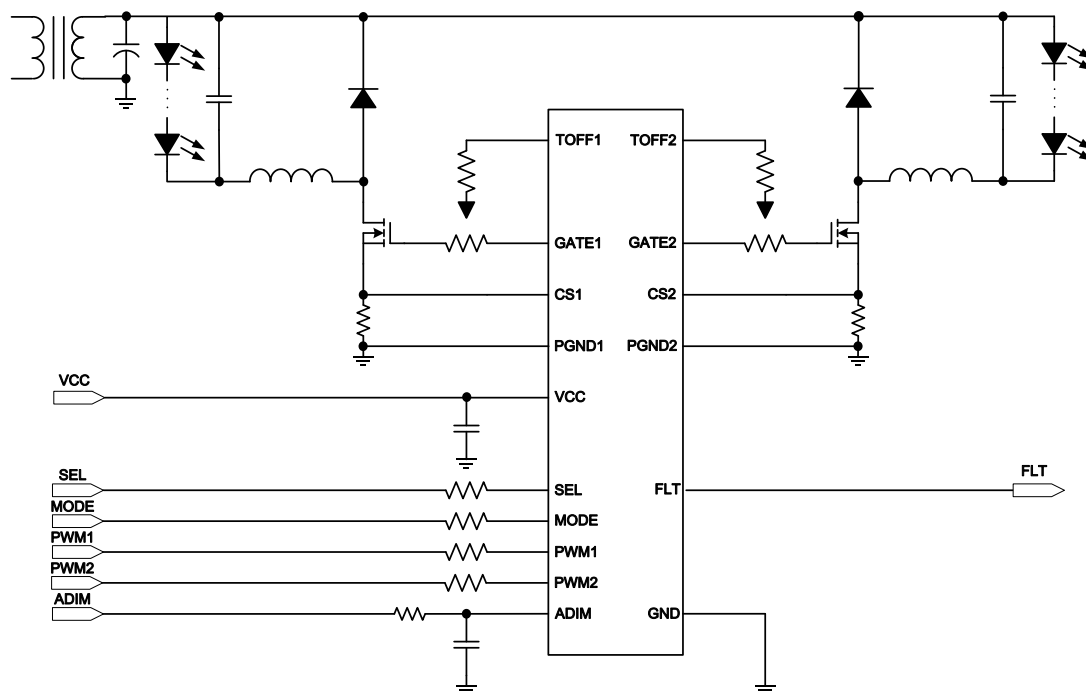 TOFF1 TOFF2
GATE1 GATE2
CS1 CS2
PGND1 PGND2
VCC VCC
SEL SEL FLT FLT
MODE MODE
PWM1 PWM1
PWM2 PWM2
ADIM ADIM GND